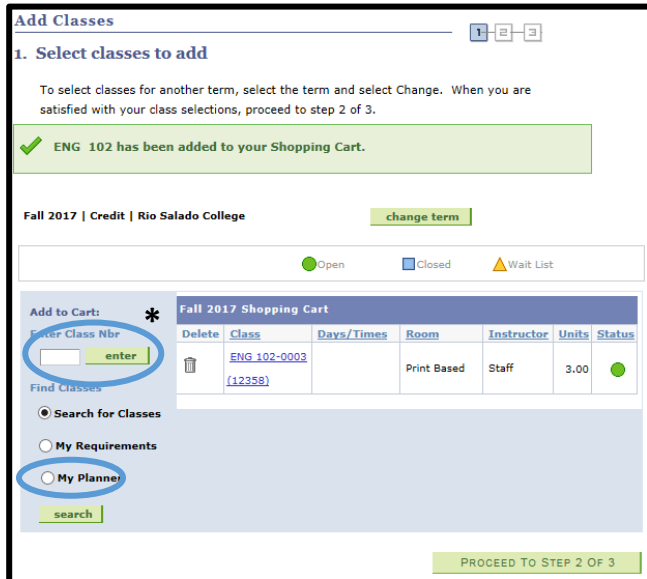 Add Classes
1 2 3
1. Select classes to add
To select classes for another term, select the term and select Change. When you are
satisfied with your class selections, proceed to step 2 of 3.
ENG 102 has been added to your Shopping Cart.
Fall 2017 | Credit | Rio Salado College
change term
Open Closed Wait List
Add to Cart: *
Enter Class Nbr
enter
Find Classes
Search for Classes
My Requirements
My Planner
search
Fall 2017 Shopping Cart
Delete Class Days/Times Room Instructor Units Status
ENG 102-0003
(12358)
Print Based Staff 3.00
PROCEED TO STEP 2 OF 3